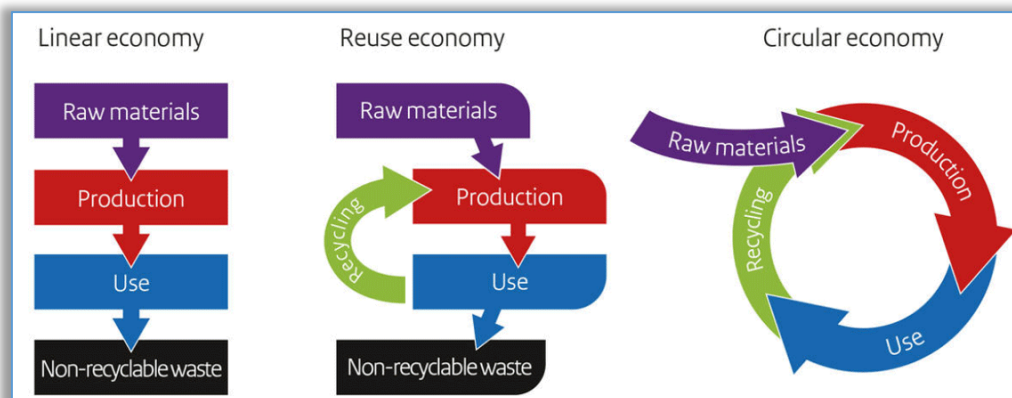 Linear economy
Raw materials
Production
Use
Non-recyclable waste
Reuse economy
Raw materials
Production
Recycling
Use
Non-recyclable waste
Circular economy
Raw materials
Production
Use
Recycling